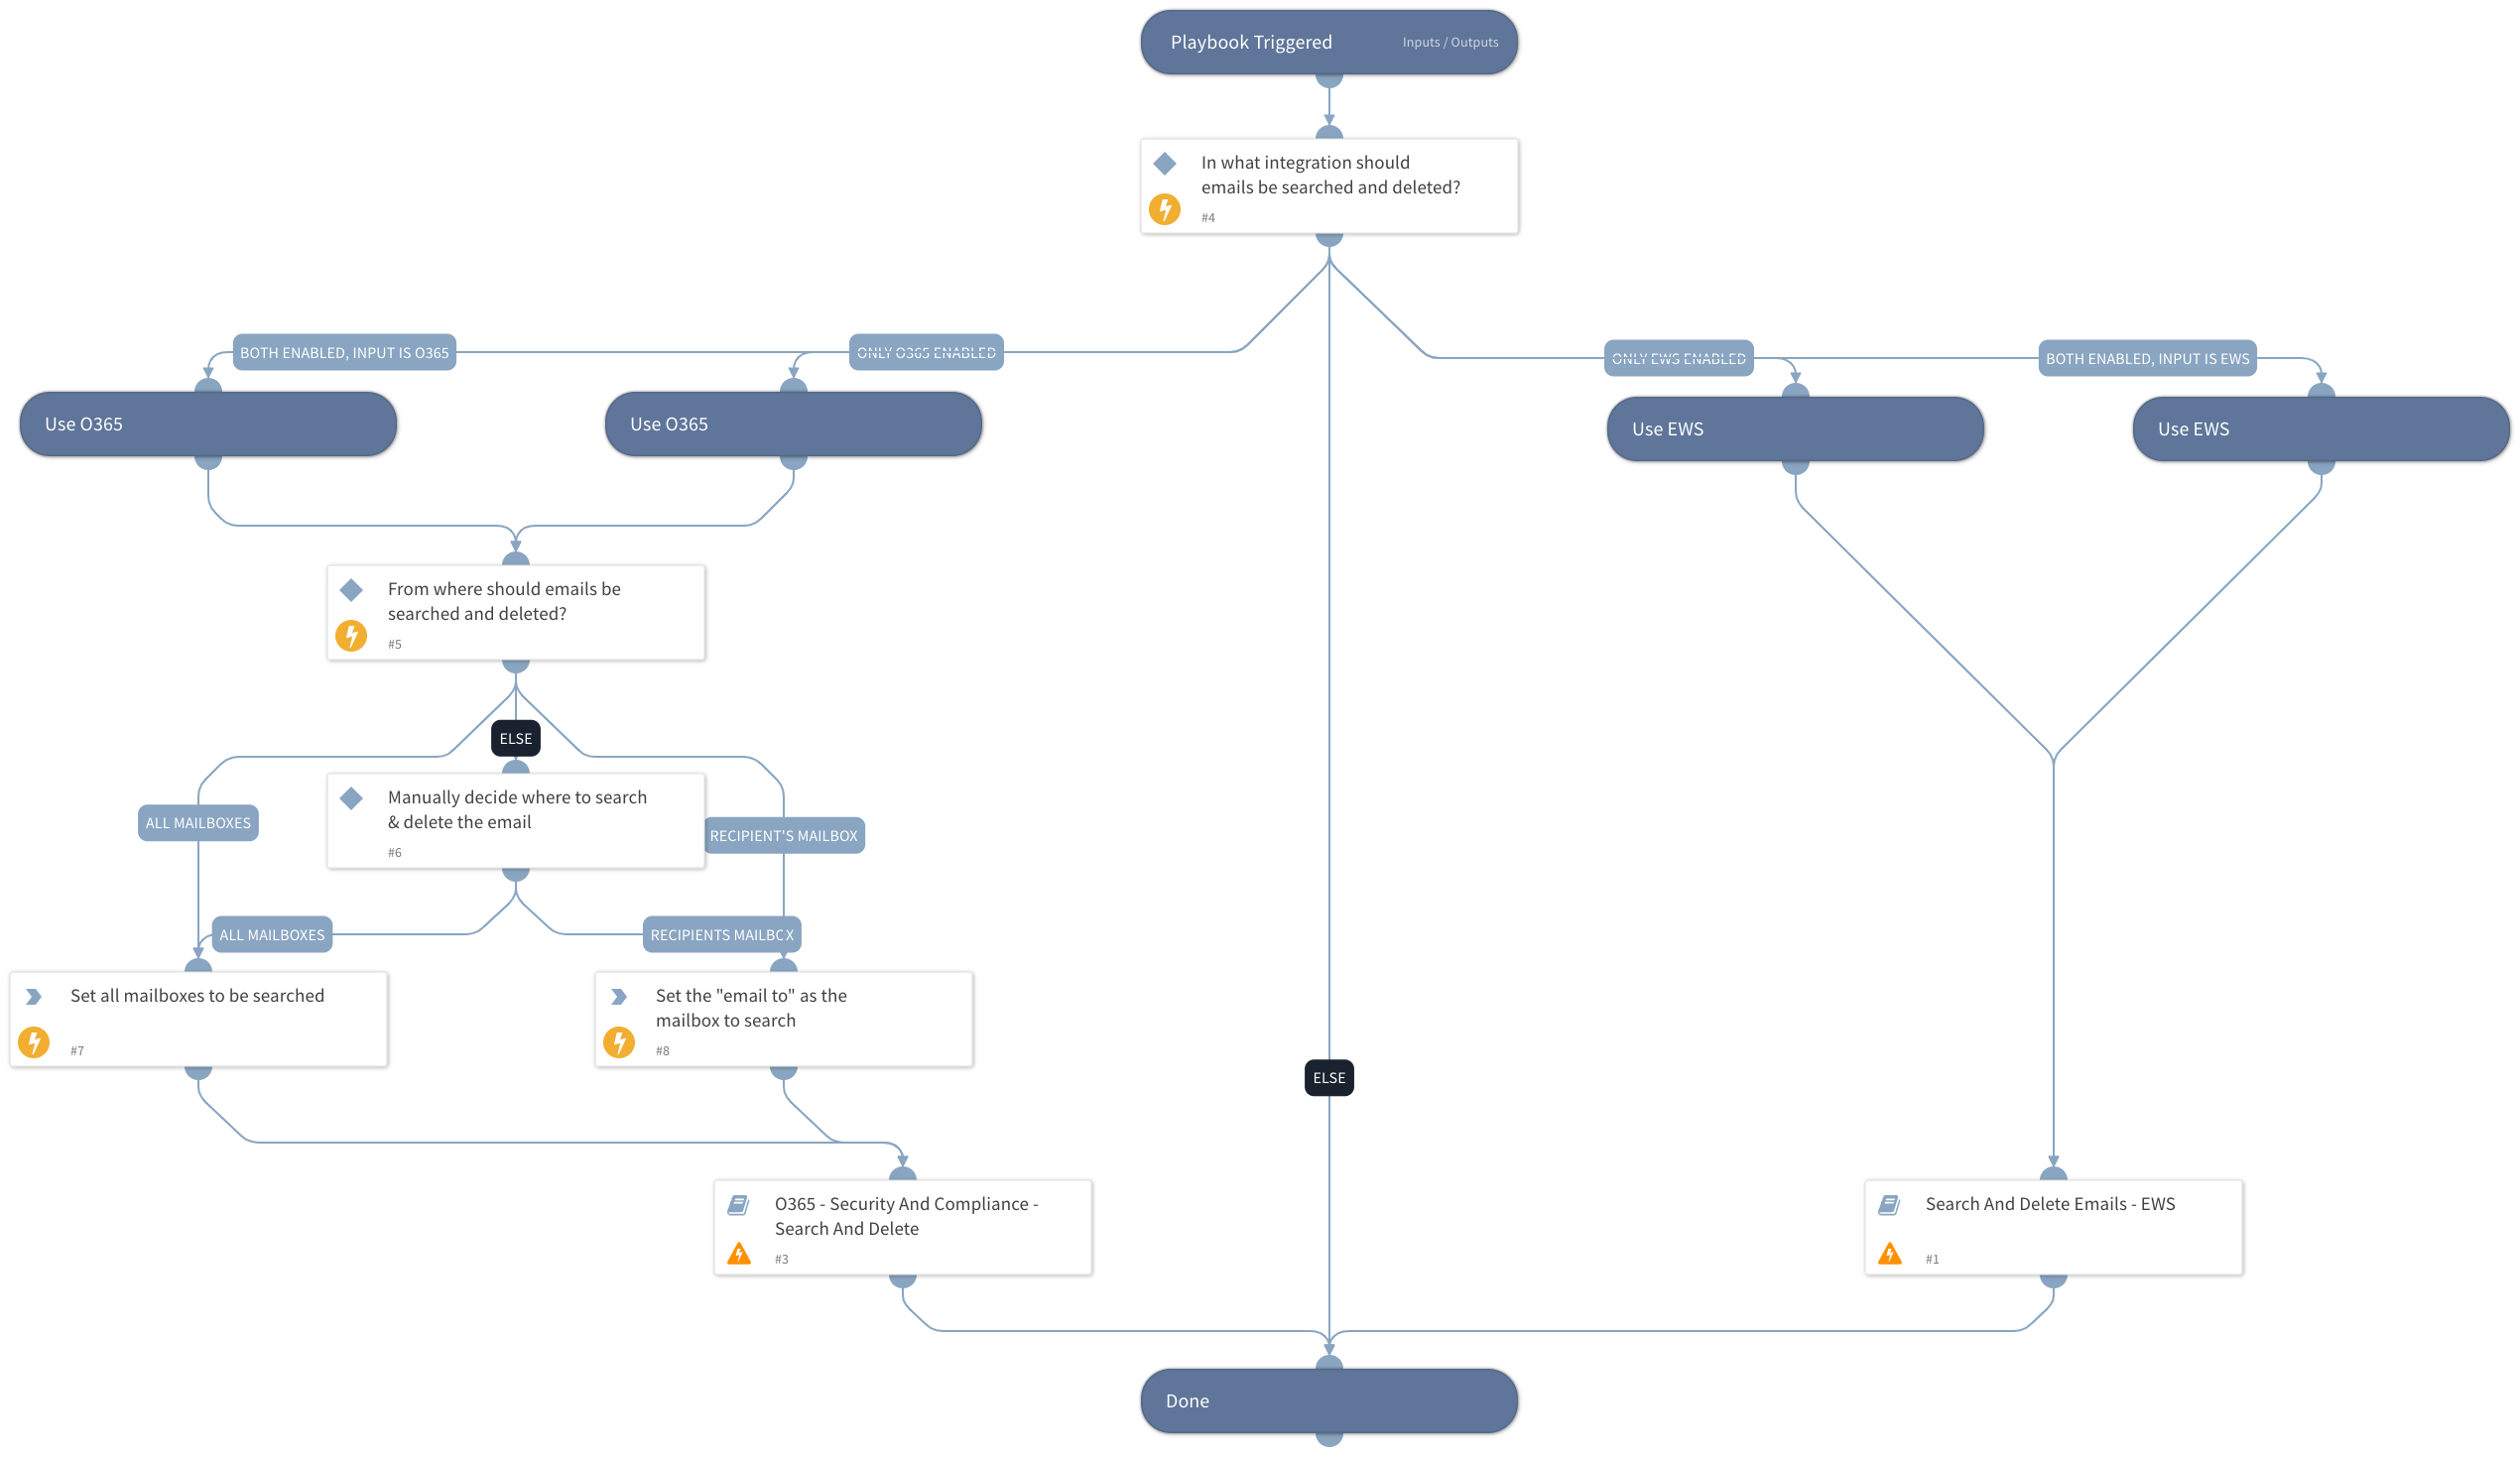 Playbook Triggered Inputs / Outputs
In what integration should
emails be searched and deleted?
#4
BOTH ENABLED, INPUT IS O365
ONLY O365 ENABLED
ONLY EWS ENABLED
BOTH ENABLED, INPUT IS EWS
Use O365
Use O365
Use EWS
Use EWS
From where should emails be
searched and deleted?
#5
ELSE
Manually decide where to search
& delete the email
#6
ALL MAILBOXES
RECIPIENT'S MAILBOX
ALL MAILBOXES
RECIPIENTS MAILBOX
Set all mailboxes to be searched
#7
Set the "email to" as the
mailbox to search
#8
ELSE
O365 - Security And Compliance -
Search And Delete
#3
Search And Delete Emails - EWS
#1
Done